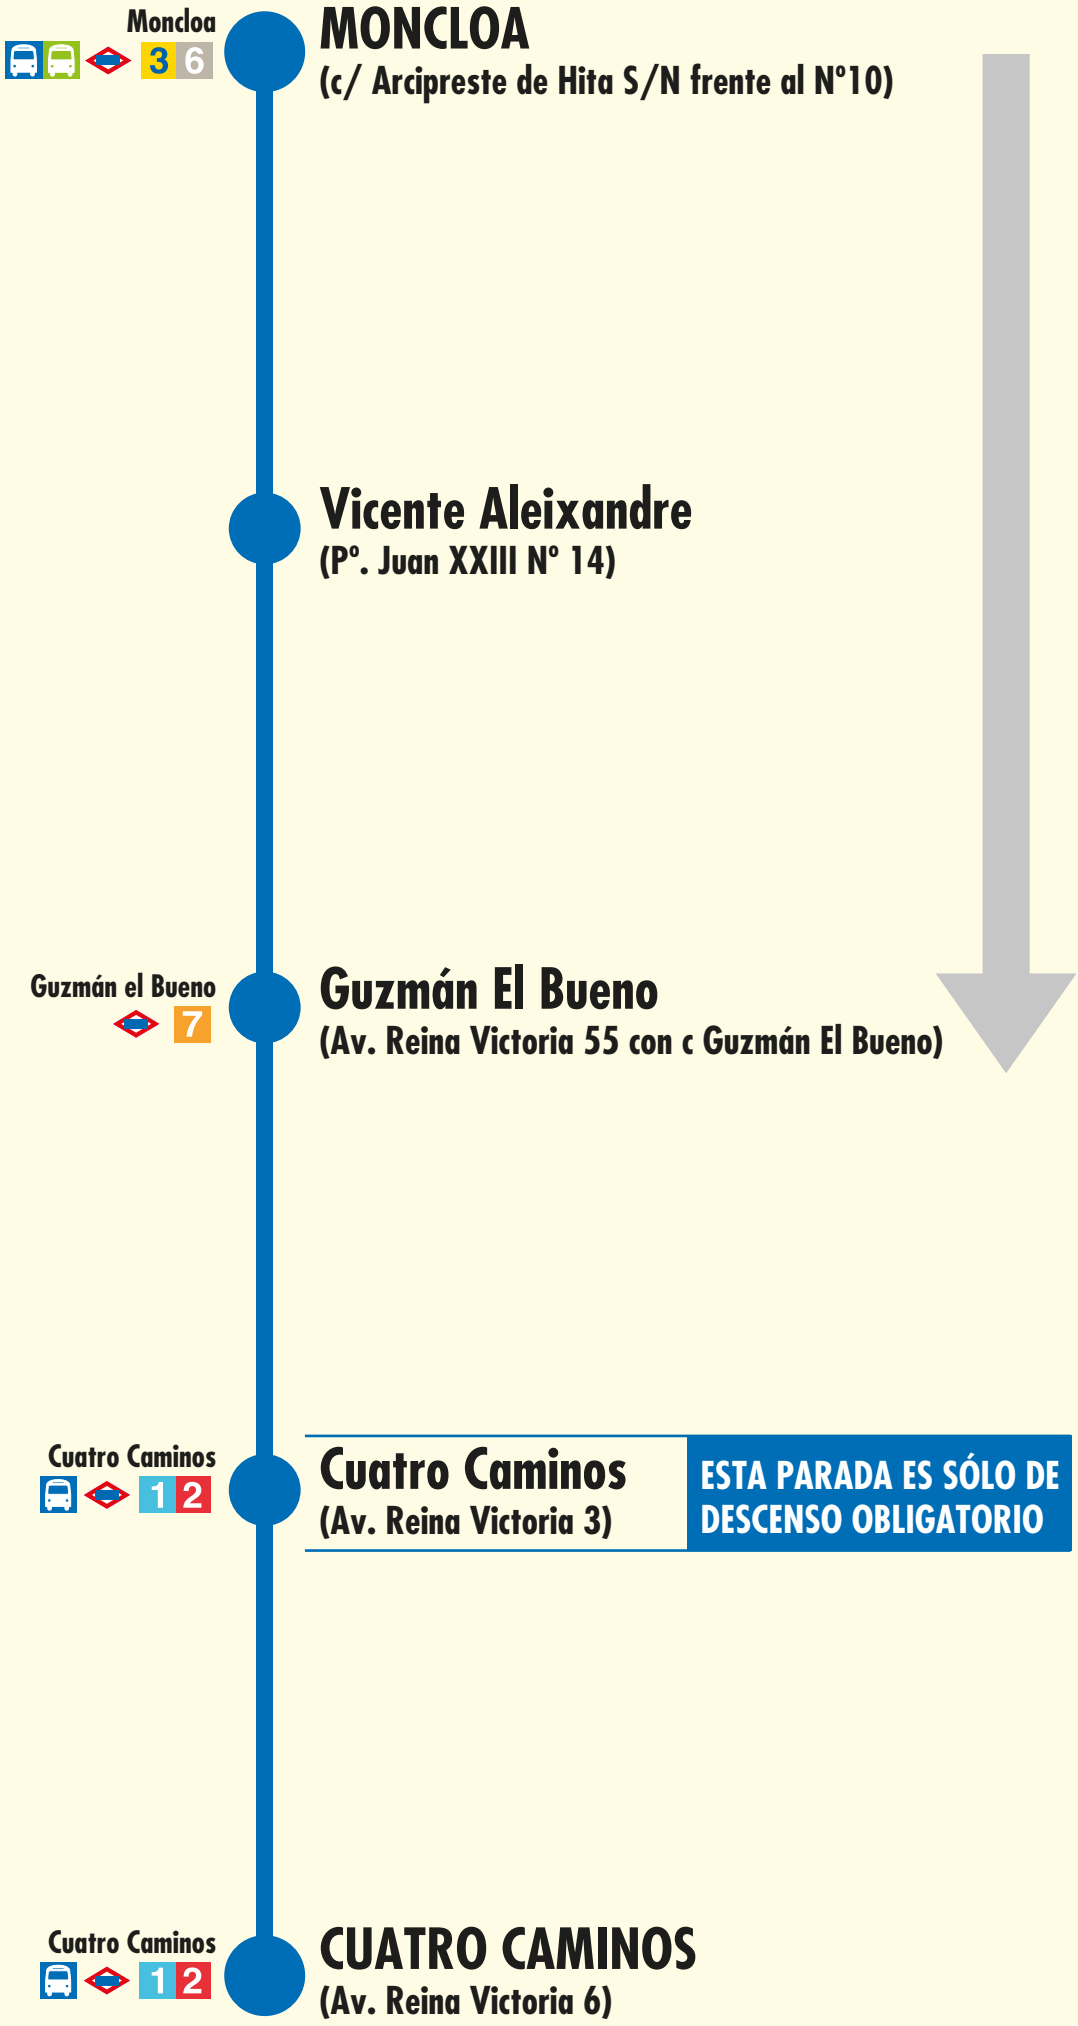 Moncloa
3 6
MONCLOA
(c/ Arcipreste de Hita S/N frente al Nº10)
Vicente Aleixandre
(Pº. Juan XXIII Nº 14)
Guzmán el Bueno
7
Guzmán El Bueno
(Av. Reina Victoria 55 con c Guzmán El Bueno)
Cuatro Caminos
1 2
Cuatro Caminos
(Av. Reina Victoria 3)
ESTA PARADA ES SÓLO DE
DESCENSO OBLIGATORIO
Cuatro Caminos
1 2
CUATRO CAMINOS
(Av. Reina Victoria 6)